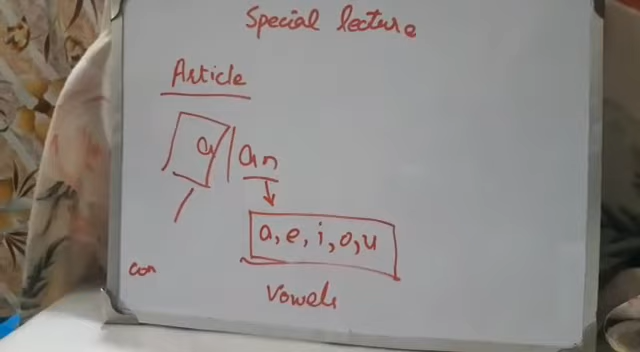 Special lecture
Article
a/an
a, e, i, o, u
con
Vowels